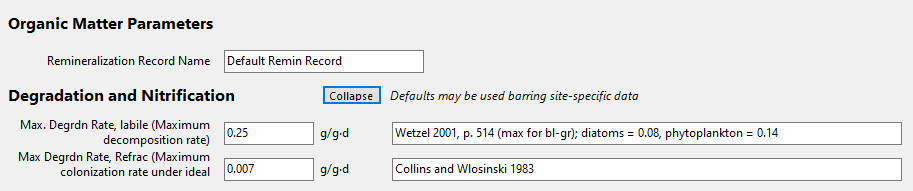 Organic Matter Parameters
Remineralization Record Name Default Remin Record
Degradation and Nitrification Collapse Defaults may be used barring site-specific data
Max. Degrdn Rate, labile (Maximum
decomposition rate) 0.25 g/g·d Wetzel 2001, p. 514 (max for bl-gr); diatoms = 0.08, phytoplankton = 0.14
Max Degrdn Rate, Refrac (Maximum
colonization rate under ideal 0.007 g/g·d Collins and Wlosinski 1983